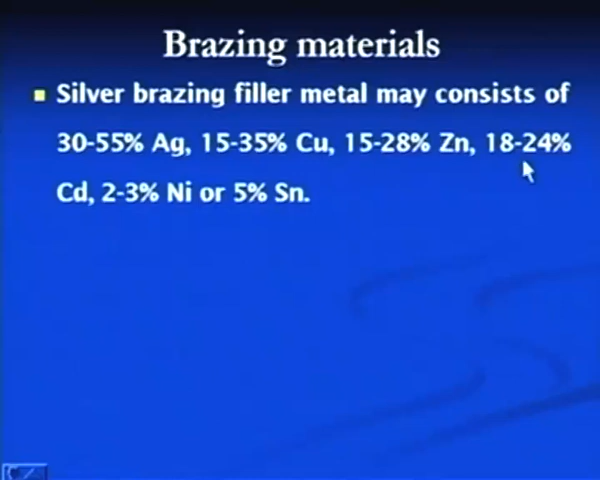 Brazing materials
Silver brazing filler metal may consists of
30-55% Ag, 15-35% Cu, 15-28% Zn, 18-24%
Cd, 2-3% Ni or 5% Sn.